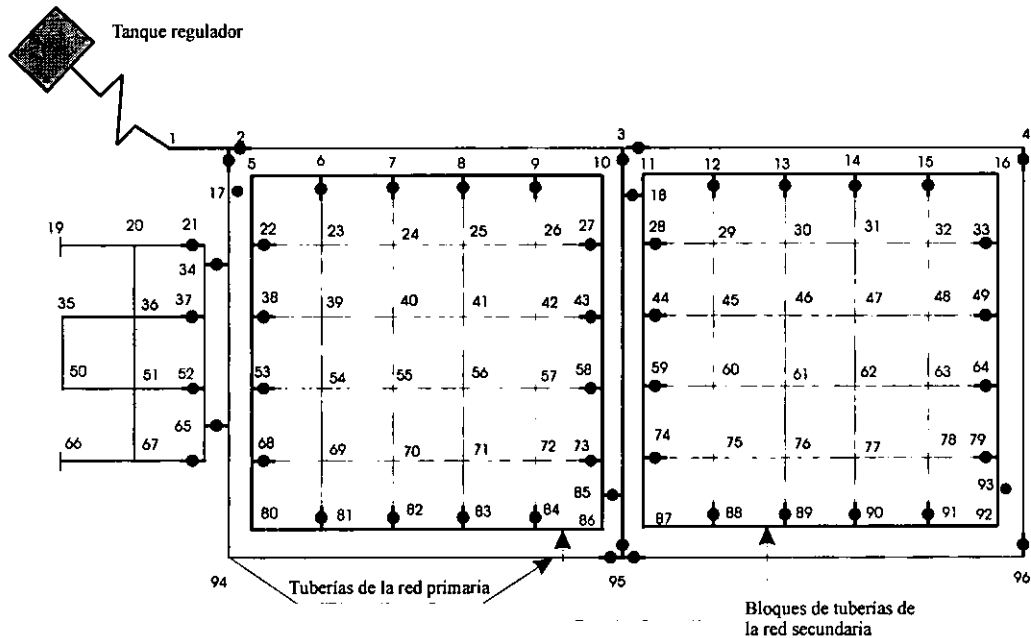 Tanque regulador
1 2 3 4
5 6 7 8 9 10 11 12 13 14 15 16
17 18
19 20 21 22 23 24 25 26 27 28 29 30 31 32 33
34
35 36 37 38 39 40 41 42 43 44 45 46 47 48 49
50 51 52 53 54 55 56 57 58 59 60 61 62 63 64
65
66 67 68 69 70 71 72 73 74 75 76 77 78 79
80 81 82 83 84 85 86 87 88 89 90 91 92 93
94 95 96
Tuberías de la red primaria
Bloques de tuberías de
la red secundaria